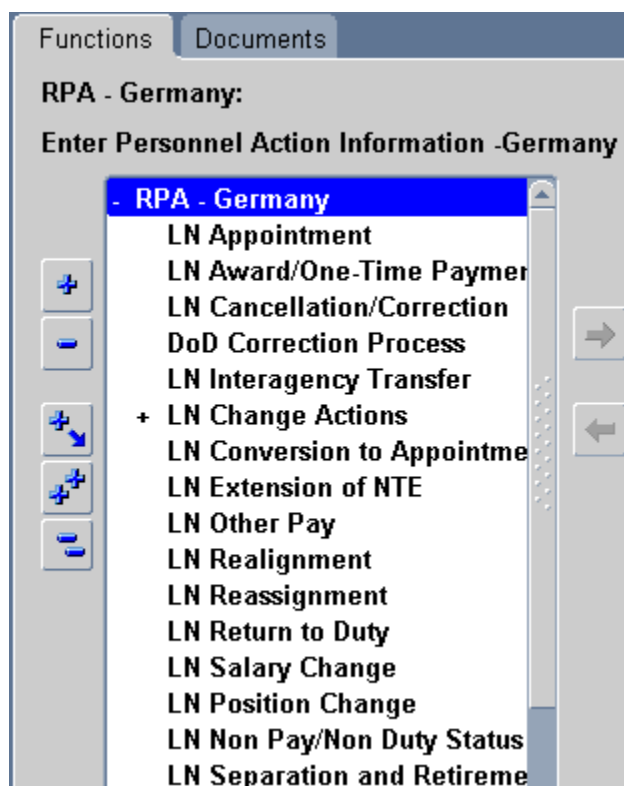 Functions Documents
RPA - Germany:
Enter Personnel Action Information -Germany
- RPA - Germany
LN Appointment
LN Award/One-Time Paymen
LN Cancellation/Correction
DoD Correction Process
LN Interagency Transfer
+ LN Change Actions
LN Conversion to Appointme
LN Extension of NTE
LN Other Pay
LN Realignment
LN Reassignment
LN Return to Duty
LN Salary Change
LN Position Change
LN Non Pay/Non Duty Status
LN Separation and Retireme